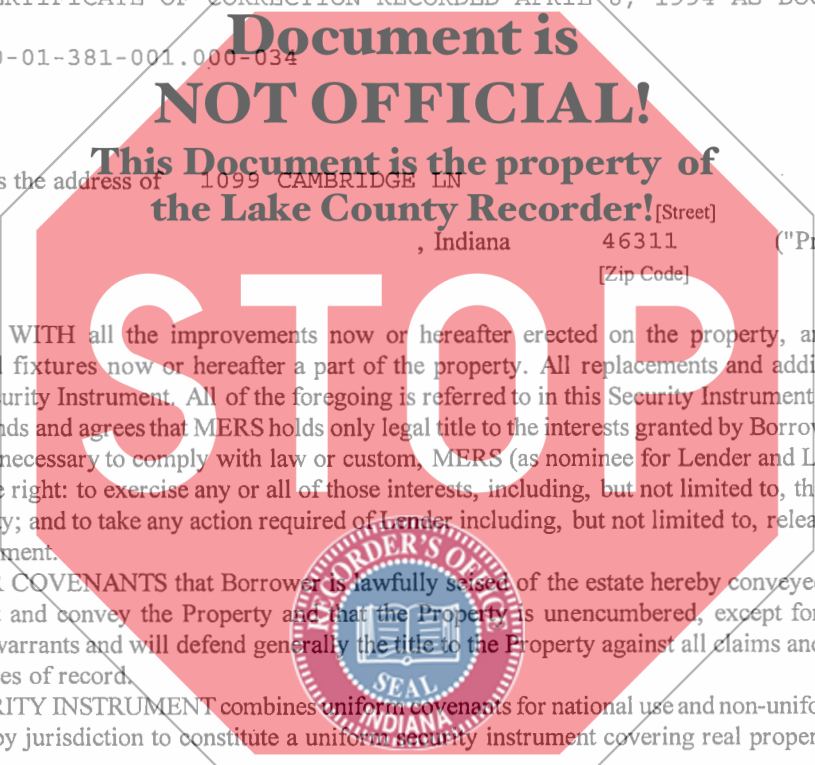 CERTIFICATE OF CORRECTION RECORDED APRIL 8, 1994 AS DOC
Document is
-01-381-001.000-034
NOT OFFICIAL!
This Document is the property of
s the address of 1099 CAMBRIDGE LN
the Lake County Recorder! [Street]
, Indiana 46311 ("Pr
[Zip Code]
STOP
WITH all the improvements now or hereafter erected on the property, a
fixtures now or hereafter a part of the property. All replacements and addi
urity Instrument. All of the foregoing is referred to in this Security Instrument
nds and agrees that MERS holds only legal title to the interests granted by Borrow
necessary to comply with law or custom, MERS (as nominee for Lender and L
e right: to exercise any or all of those interests, including, but not limited to, th
y; and to take any action required of Lender including, but not limited to, relea
ment.
R COVENANTS that Borrower is lawfully seised of the estate hereby conveye
t and convey the Property and that the Property is unencumbered, except for
warrants and will defend generally the title to the Property against all claims and
es of record.
RITY INSTRUMENT combines uniform covenants for national use and non-unifo
by jurisdiction to constitute a uniform security instrument covering real proper
RECORDER'S OFFICE
SEAL
INDIANA